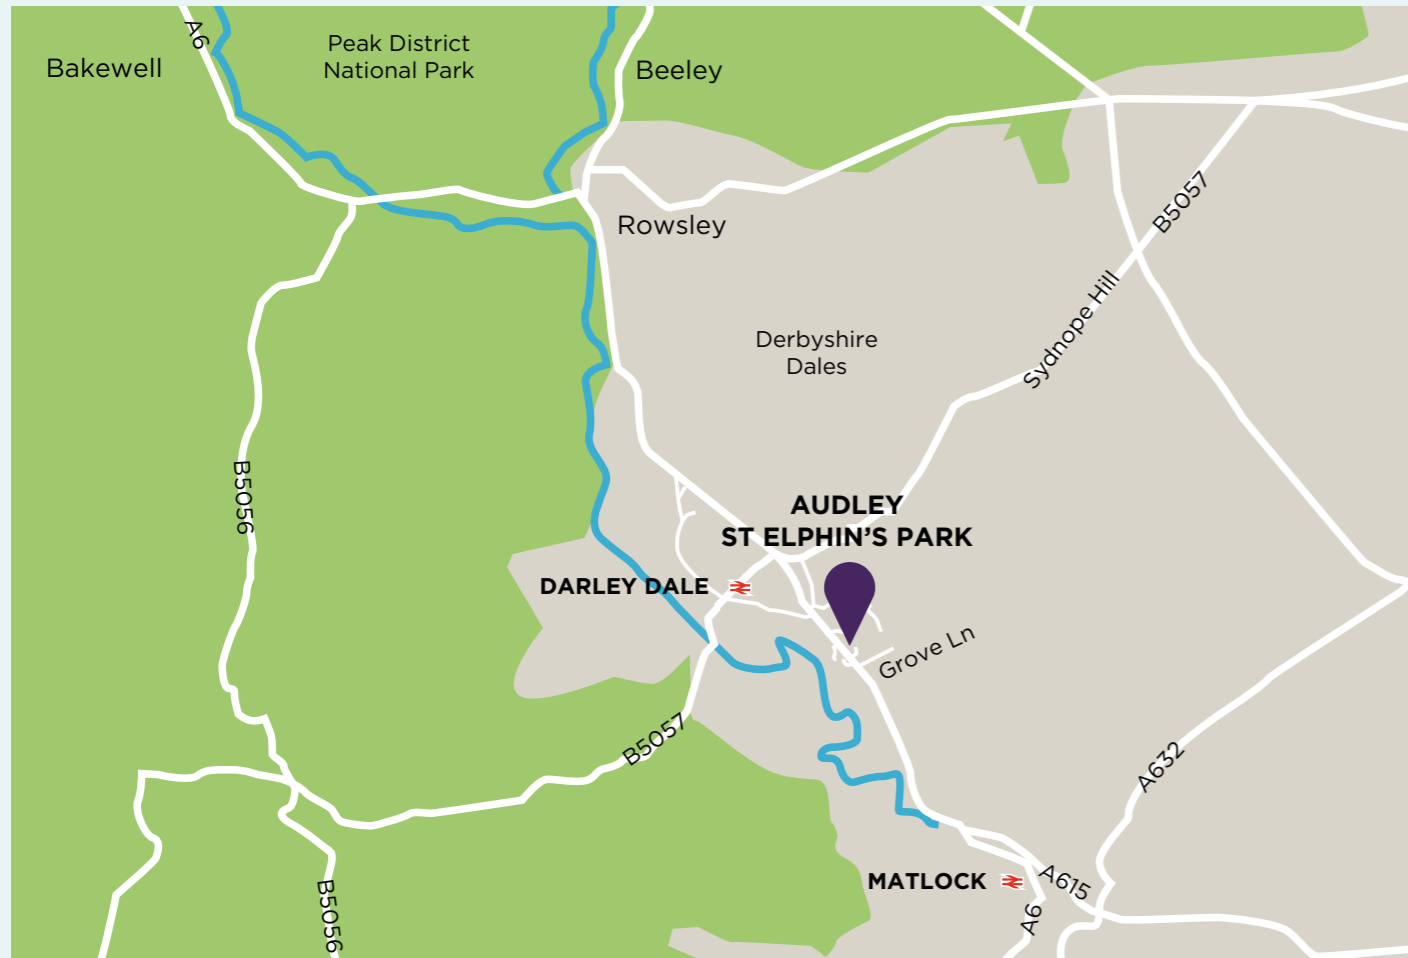 A6
Peak District
National Park
Bakewell
Beeley
Rowsley
B5057
Sydnope Hill
Derbyshire
Dales
B5056
AUDLEY
ST ELPHIN'S PARK
DARLEY DALE
Grove Ln
B5057
A632
MATLOCK
A615
A6
B5056